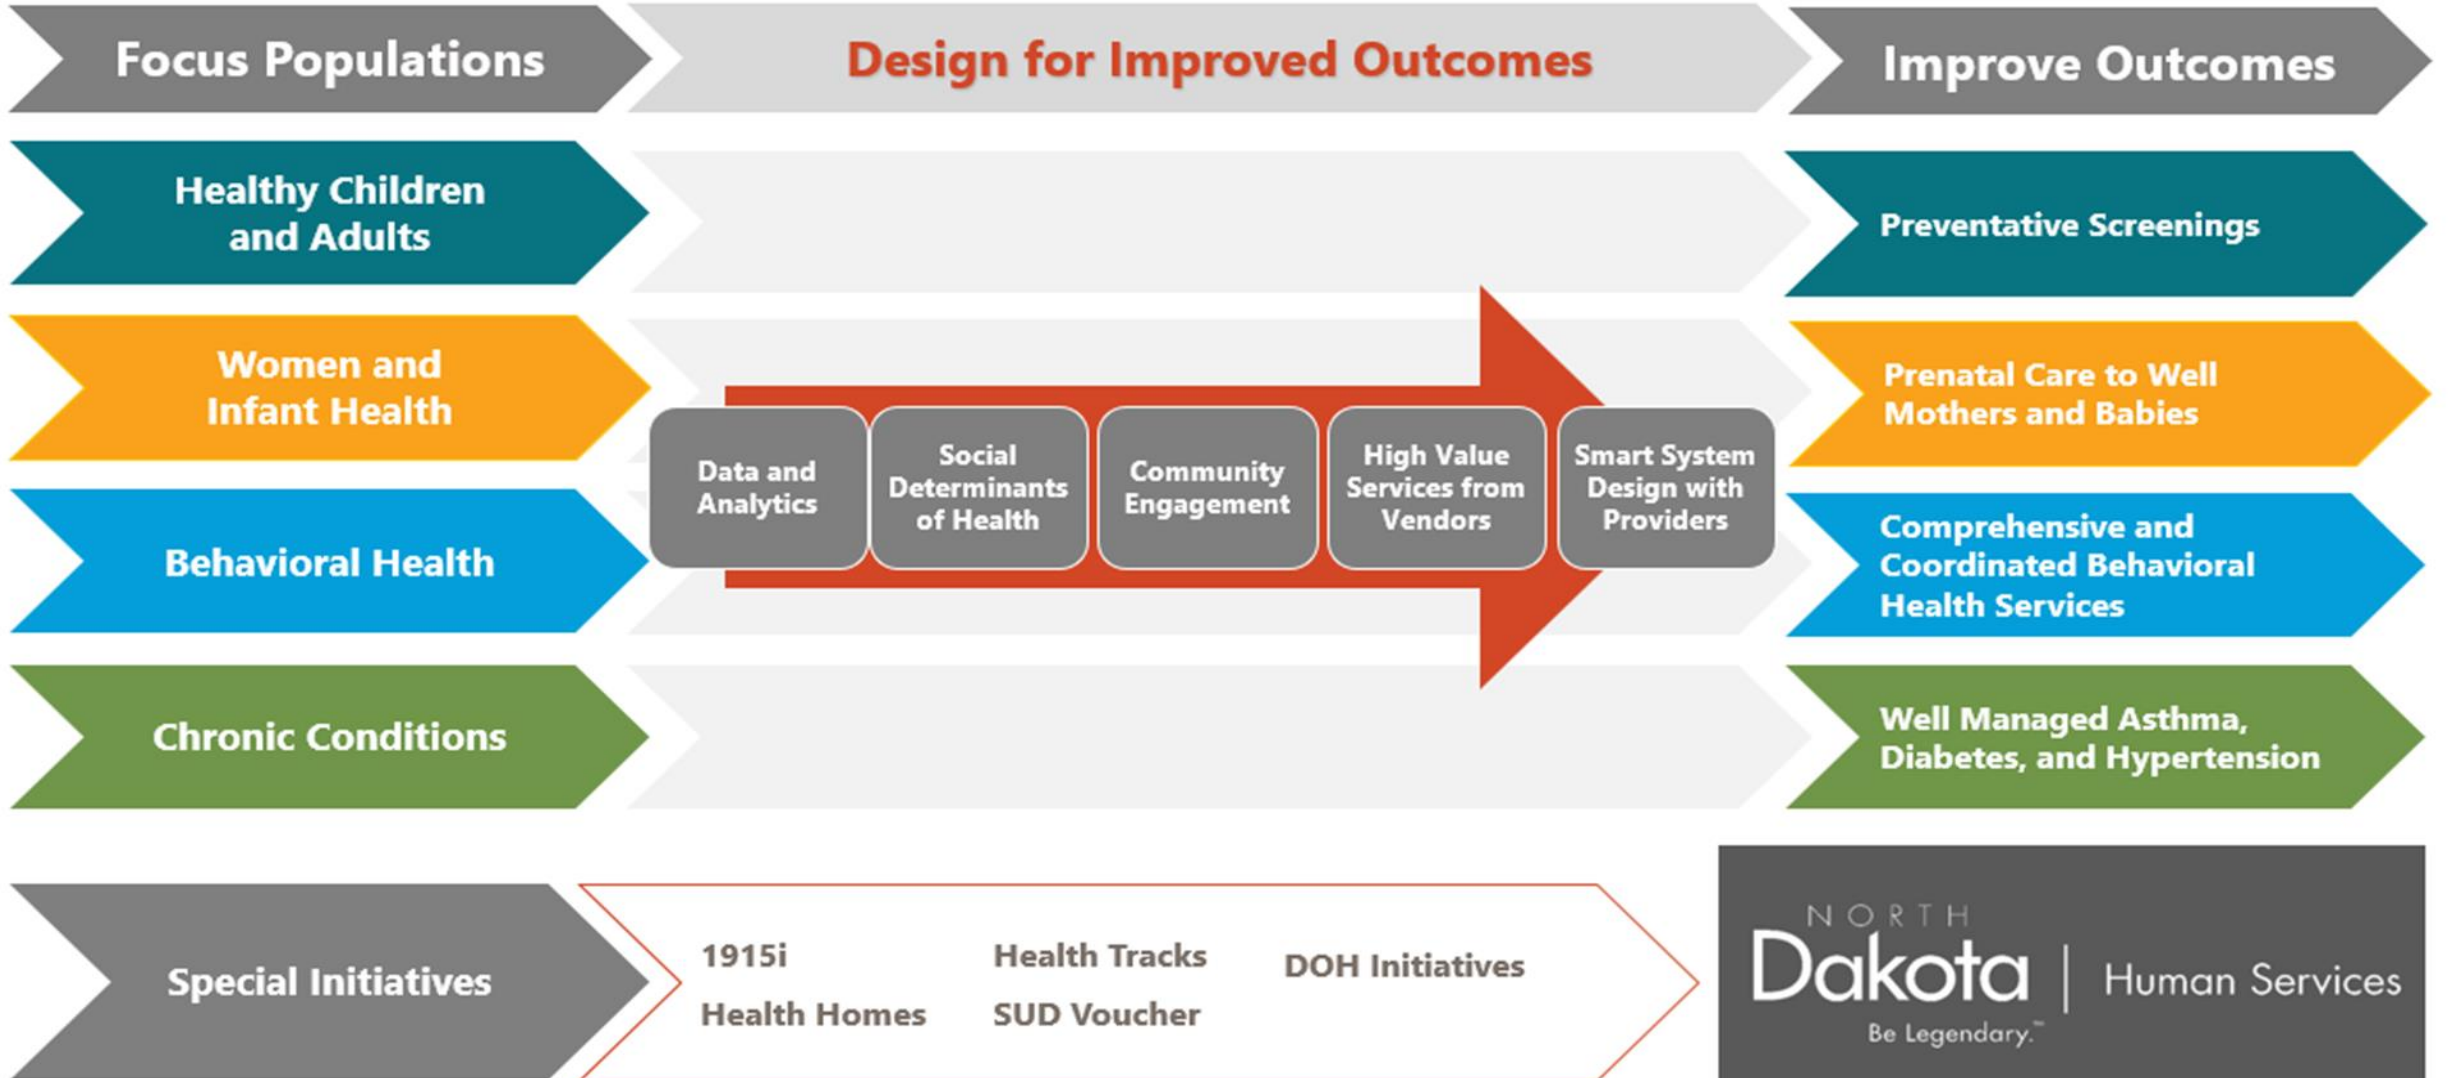 Focus Populations
Design for Improved Outcomes
Improve Outcomes
Healthy Children
and Adults
Preventative Screenings
Women and
Infant Health
Prenatal Care to Well
Mothers and Babies
Data and
Analytics
Social
Determinants
of Health
Community
Engagement
High Value
Services from
Vendors
Smart System
Design with
Providers
Behavioral Health
Comprehensive and
Coordinated Behavioral
Health Services
Chronic Conditions
Well Managed Asthma,
Diabetes, and Hypertension
Special Initiatives
1915i
Health Homes
Health Tracks
SUD Voucher
DOH Initiatives
NORTH
Dakota
Be Legendary.™
Human Services